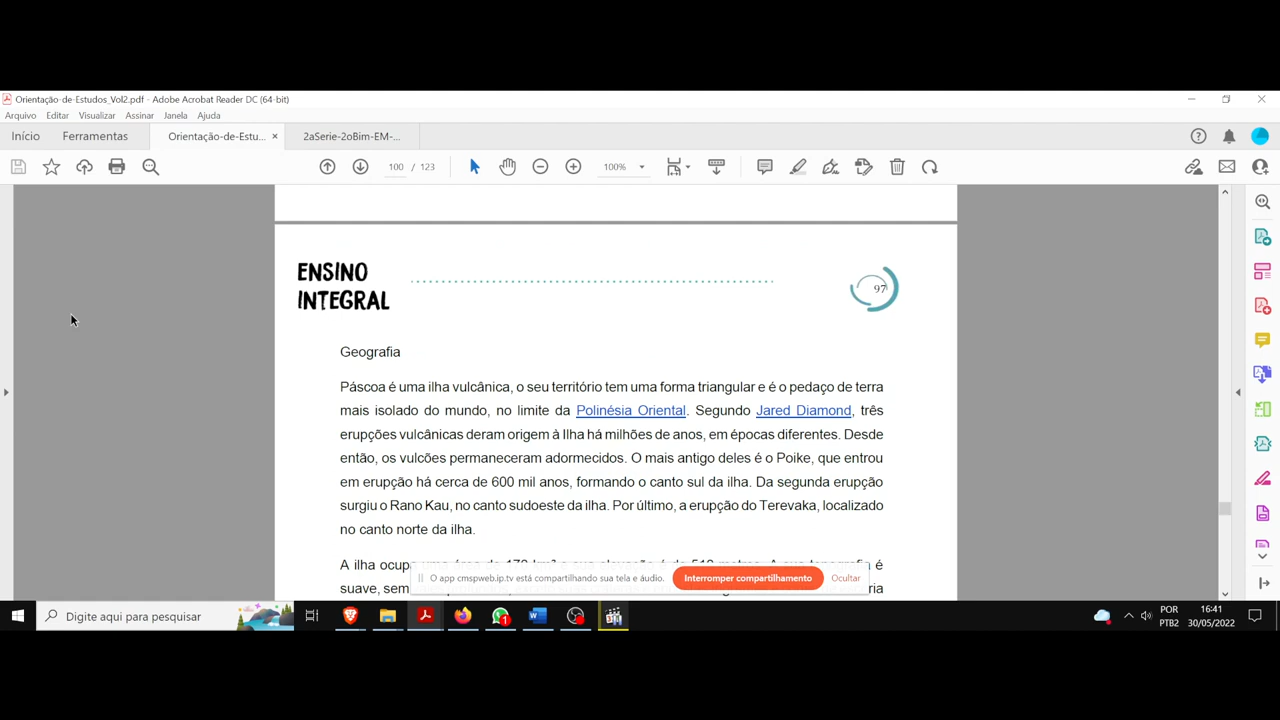 Orientação-de-Estudos_Vol2.pdf - Adobe Acrobat Reader DC (64-bit)
Arquivo Editar Visualizar Assinar Janela Ajuda
Início Ferramentas Orientação-de-Estu... × 2aSerie-2oBim-EM-...
100 / 123 100%
ENSINO
INTEGRAL
97
Geografia
Páscoa é uma ilha vulcânica, o seu território tem uma forma triangular e é o pedaço de terra
mais isolado do mundo, no limite da Polinésia Oriental. Segundo Jared Diamond, três
erupções vulcânicas deram origem à Ilha há milhões de anos, em épocas diferentes. Desde
então, os vulcões permaneceram adormecidos. O mais antigo deles é o Poike, que entrou
em erupção há cerca de 600 mil anos, formando o canto sul da ilha. Da segunda erupção
surgiu o Rano Kau, no canto sudoeste da ilha. Por último, a erupção do Terevaka, localizado
no canto norte da ilha.
A ilha ocup é
O app cmspweb.ip.tv está compartilhando sua tela e áudio. Interromper compartilhamento Ocultar
suave, sem ria
Digite aqui para pesquisar 1 POR 16:41
PTB2 30/05/2022